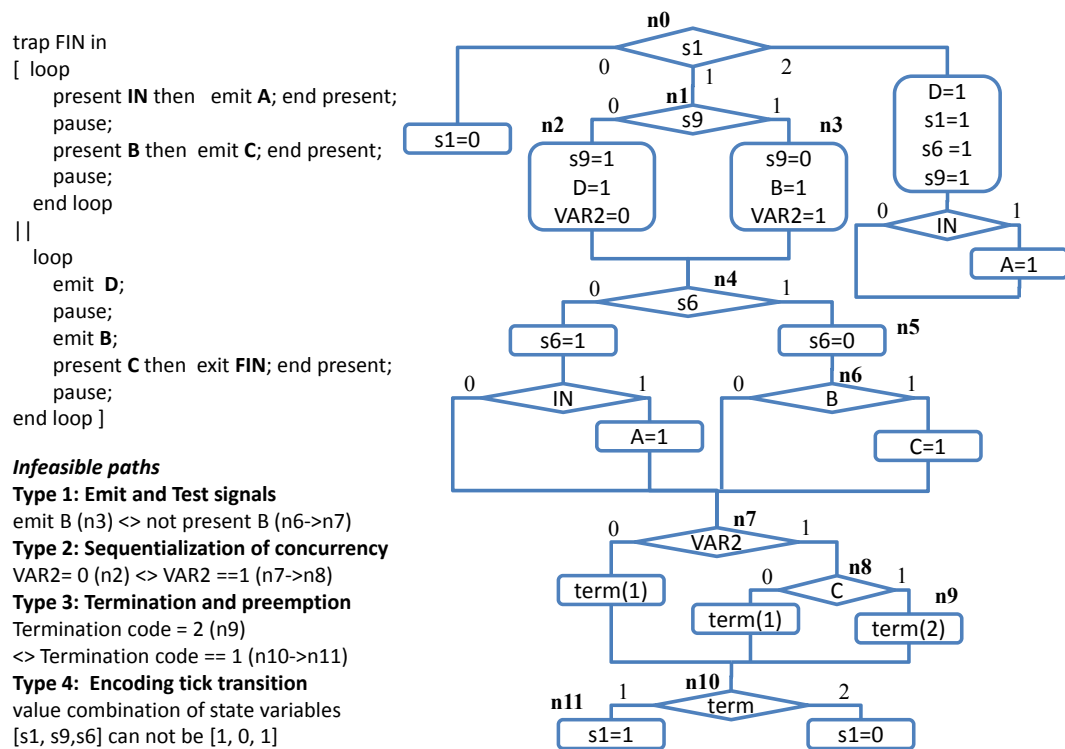 trap FIN in
[ loop
present IN then emit A; end present;
pause;
present B then emit C; end present;
pause;
end loop
||
loop
emit D;
pause;
emit B;
present C then exit FIN; end present;
pause;
end loop ]
Infeasible paths
Type 1: Emit and Test signals
emit B (n3) <> not present B (n6->n7)
Type 2: Sequentialization of concurrency
VAR2= 0 (n2) <> VAR2 ==1 (n7->n8)
Type 3: Termination and preemption
Termination code = 2 (n9)
<> Termination code == 1 (n10->n11)
Type 4: Encoding tick transition
value combination of state variables
[s1, s9,s6] can not be [1, 0, 1]
n0
s1
0
1
2
s1=0
n1
s9
0
1
n2
s9=1
D=1
VAR2=0
n3
s9=0
B=1
VAR2=1
D=1
s1=1
s6 =1
s9=1
IN
0
1
A=1
n4
s6
0
1
s6=1
n5
s6=0
IN
0
1
A=1
n6
B
0
1
C=1
n7
VAR2
0
1
term(1)
n8
C
0
1
term(1)
n9
term(2)
n10
term
1
2
n11
s1=1
s1=0